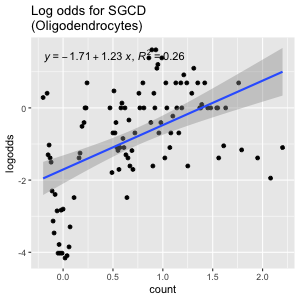 Log odds for SGCD
(Oligodendrocytes)
y = −1.71 + 1.23 x, R² = 0.26
0
-2
-4
logodds
0.0 0.5 1.0 1.5 2.0
count